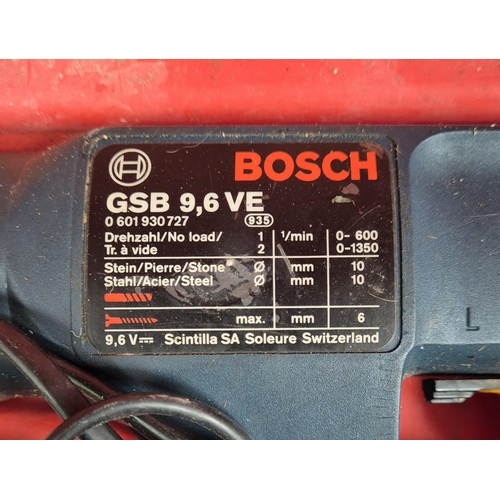 BOSCH
GSB 9,6 VE
0 601 930 727 935
Drehzahl/No load/ 1 1/min 0- 600
Tr. à vide 2 0-1350
Stein/Pierre/Stone Ø mm 10
Stahl/Acier/Steel Ø mm 10
max. mm 6
9,6 V⎓ Scintilla SA Soleure Switzerland
L